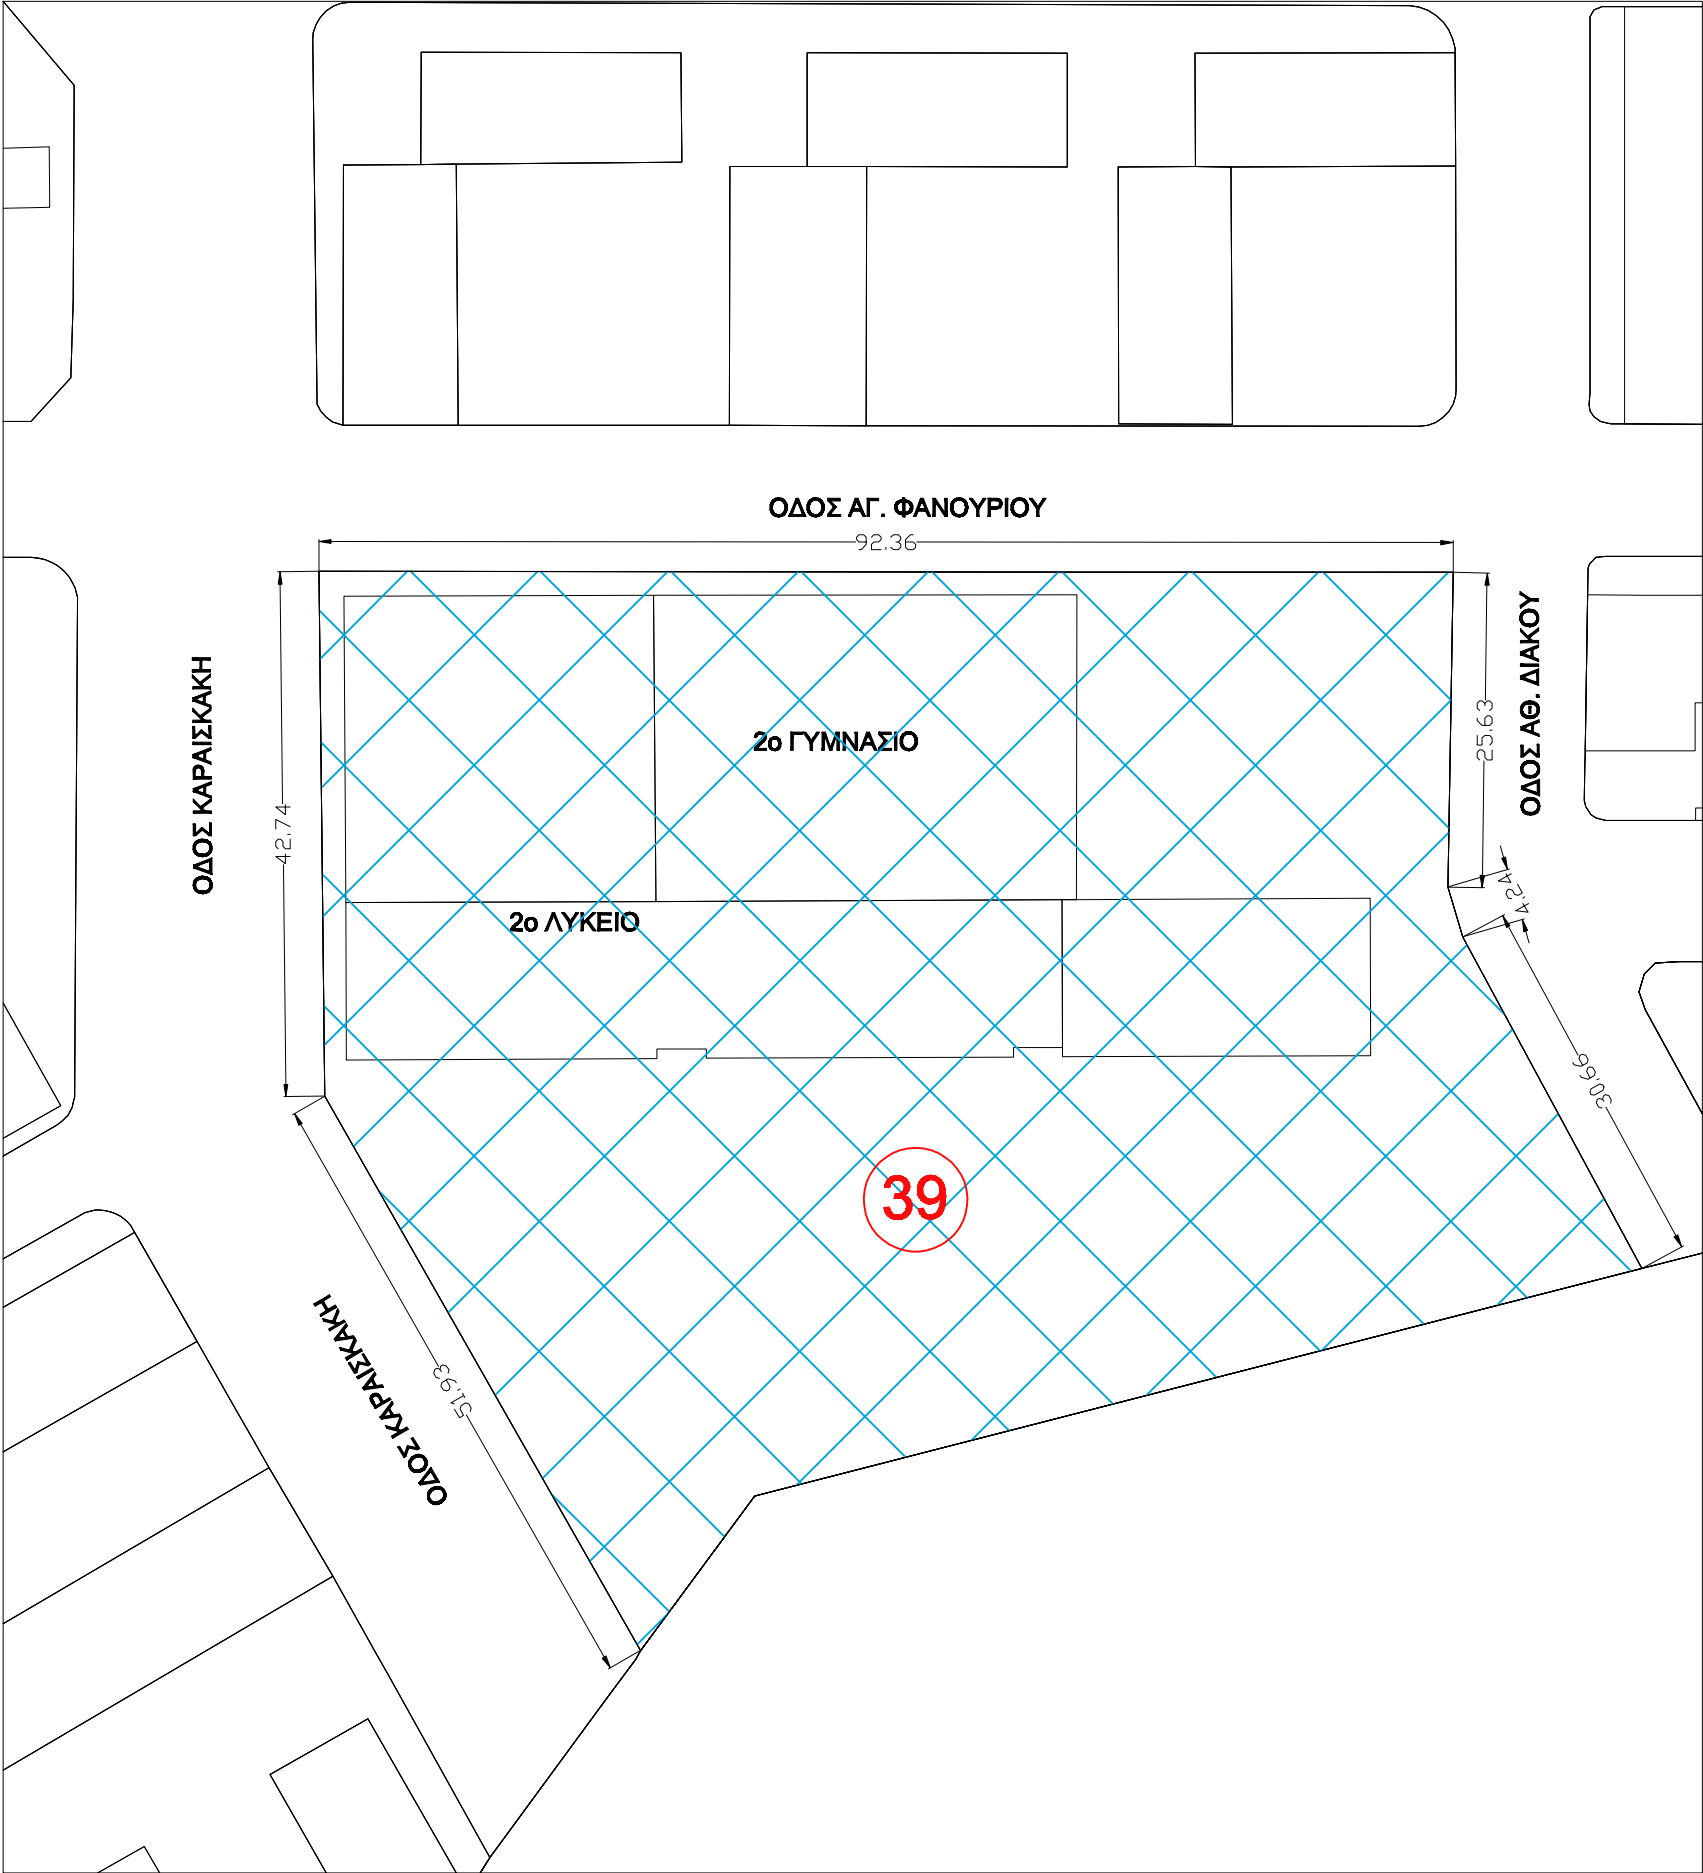 ΟΔΟΣ ΑΓ. ΦΑΝΟΥΡΙΟΥ
92.36
ΟΔΟΣ ΚΑΡΑΙΣΚΑΚΗ
42.74
2ο ΓΥΜΝΑΣΙΟ
25.63
ΟΔΟΣ ΑΘ. ΔΙΑΚΟΥ
4.24
2ο ΛΥΚΕΙΟ
30.66
39
ΟΔΟΣ ΚΑΡΑΙΣΚΑΚΗ
51.93